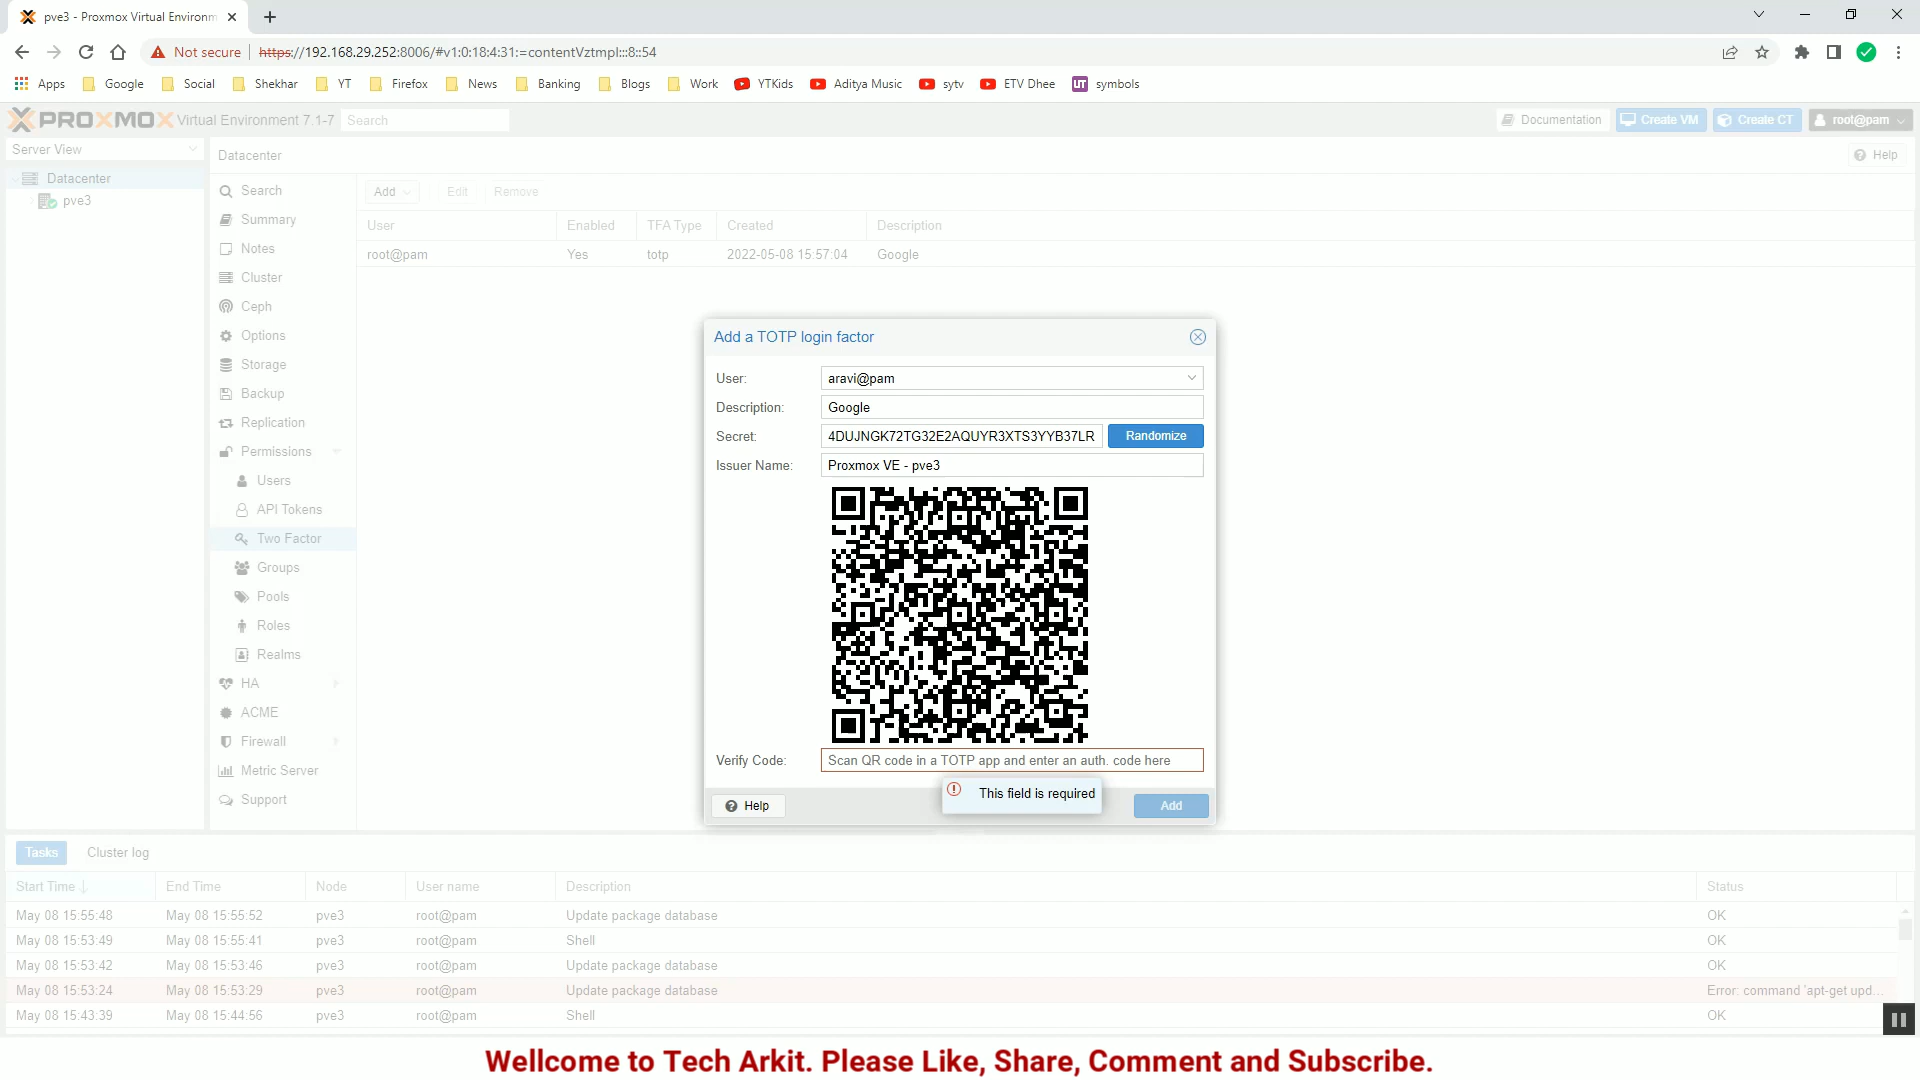 pve3 - Proxmox Virtual Environm
Not secure https://192.168.29.252:8006/#v1:0:18:4:31:=contentVztmpl:::8::54
Apps Google Social Shekhar YT Firefox News Banking Blogs Work YTKids Aditya Music sytv ETV Dhee UT symbols
PROXMOX Virtual Environment 7.1-7 Search Documentation Create VM Create CT root@pam
Server View
Datacenter
pve3
Datacenter Help
Search
Summary
Notes
Cluster
Ceph
Options
Storage
Backup
Replication
Permissions
Users
API Tokens
Two Factor
Groups
Pools
Roles
Realms
HA
ACME
Firewall
Metric Server
Support
Add Edit Remove
User Enabled TFA Type Created Description
root@pam Yes totp 2022-05-08 15:57:04 Google
Add a TOTP login factor
User: aravi@pam
Description: Google
Secret: 4DUJNGK72TG32E2AQUYR3XTS3YYB37LR Randomize
Issuer Name: Proxmox VE - pve3
Verify Code: Scan QR code in a TOTP app and enter an auth. code here
This field is required
Help Add
Tasks Cluster log
Start Time End Time Node User name Description Status
May 08 15:55:48 May 08 15:55:52 pve3 root@pam Update package database OK
May 08 15:53:49 May 08 15:55:41 pve3 root@pam Shell OK
May 08 15:53:42 May 08 15:53:46 pve3 root@pam Update package database OK
May 08 15:53:24 May 08 15:53:29 pve3 root@pam Update package database Error: command 'apt-get upd...
May 08 15:43:39 May 08 15:44:56 pve3 root@pam Shell OK
Wellcome to Tech Arkit. Please Like, Share, Comment and Subscribe.